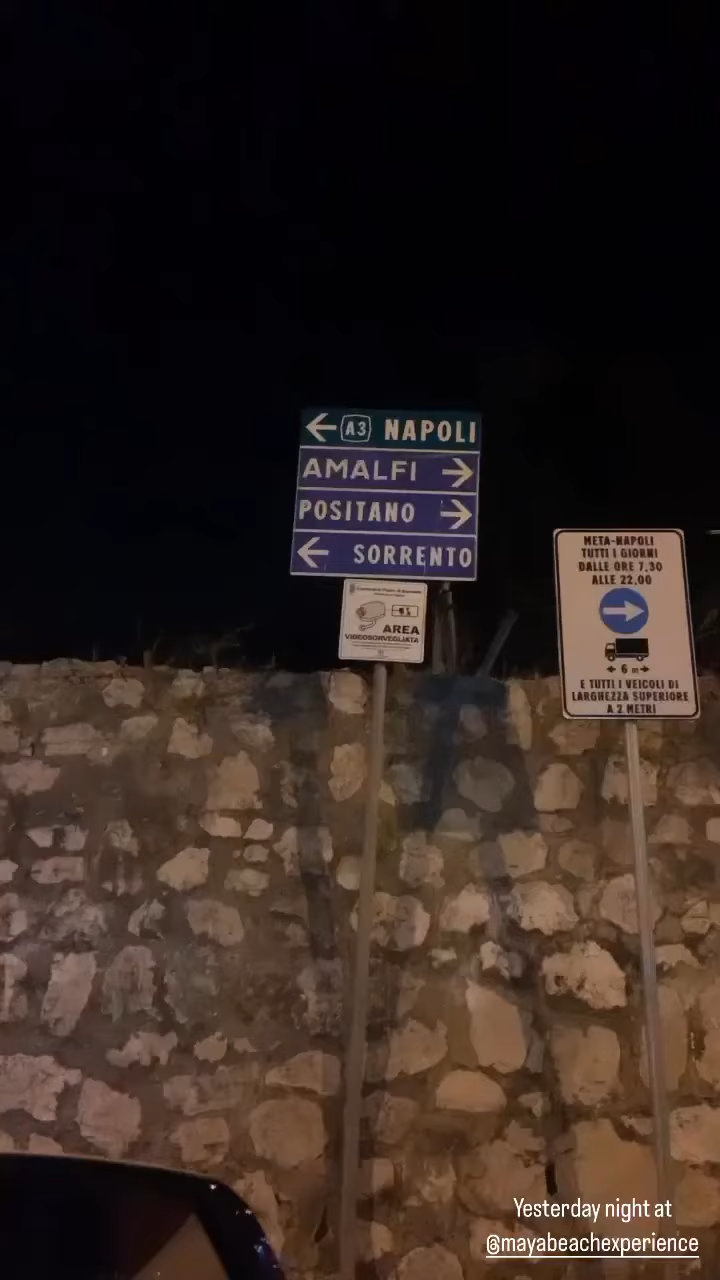 A3 NAPOLI
AMALFI
POSITANO
SORRENTO
AREA
VIDEOSORVEGLIATA
META-NAPOLI
TUTTI I GIORNI
DALLE ORE 7,30
ALLE 22,00
6 m
E TUTTI I VEICOLI DI
LARGHEZZA SUPERIORE
A 2 METRI
Yesterday night at
@mayabeachexperience